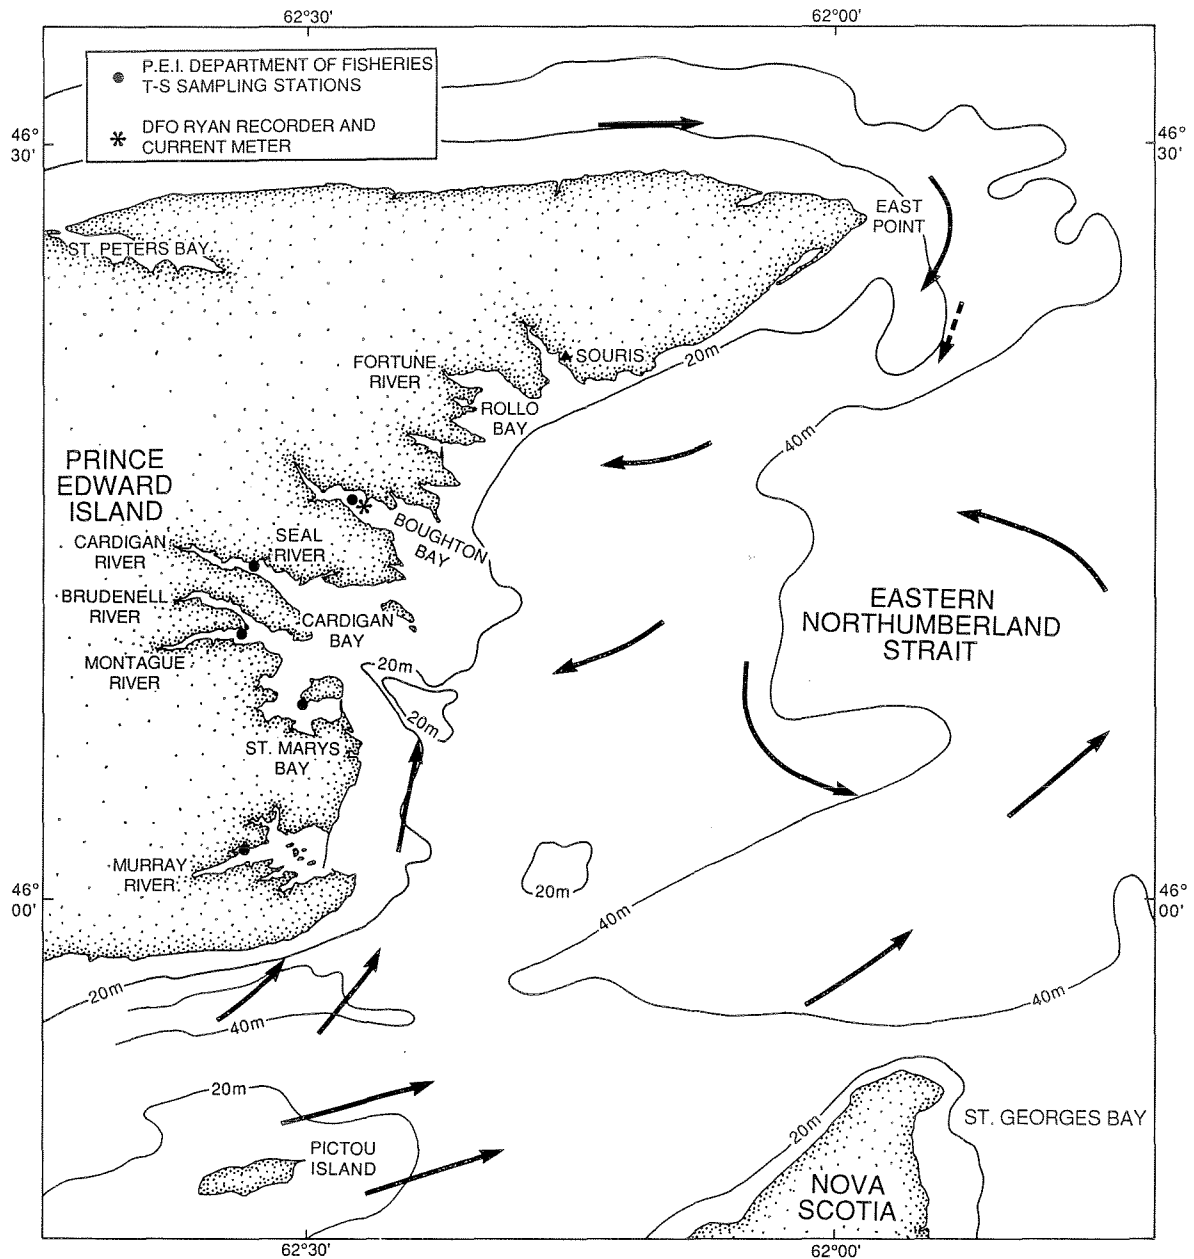 62°30'
62°00'
P.E.I. DEPARTMENT OF FISHERIES
T-S SAMPLING STATIONS
DFO RYAN RECORDER AND
CURRENT METER
46°
30'
46°
30'
EAST
POINT
ST. PETERS BAY
SOURIS
20m
FORTUNE
RIVER
ROLLO
BAY
40m
PRINCE
EDWARD
ISLAND
BOUGHTON
BAY
SEAL
RIVER
CARDIGAN
RIVER
BRUDENELL
RIVER
CARDIGAN
BAY
EASTERN
NORTHUMBERLAND
STRAIT
MONTAGUE
RIVER
20m
20m
ST. MARYS
BAY
MURRAY
RIVER
20m
46°
00'
46°
00'
40m
20m
40m
40m
20m
20m
ST. GEORGES BAY
PICTOU
ISLAND
NOVA
SCOTIA
62°30'
62°00'